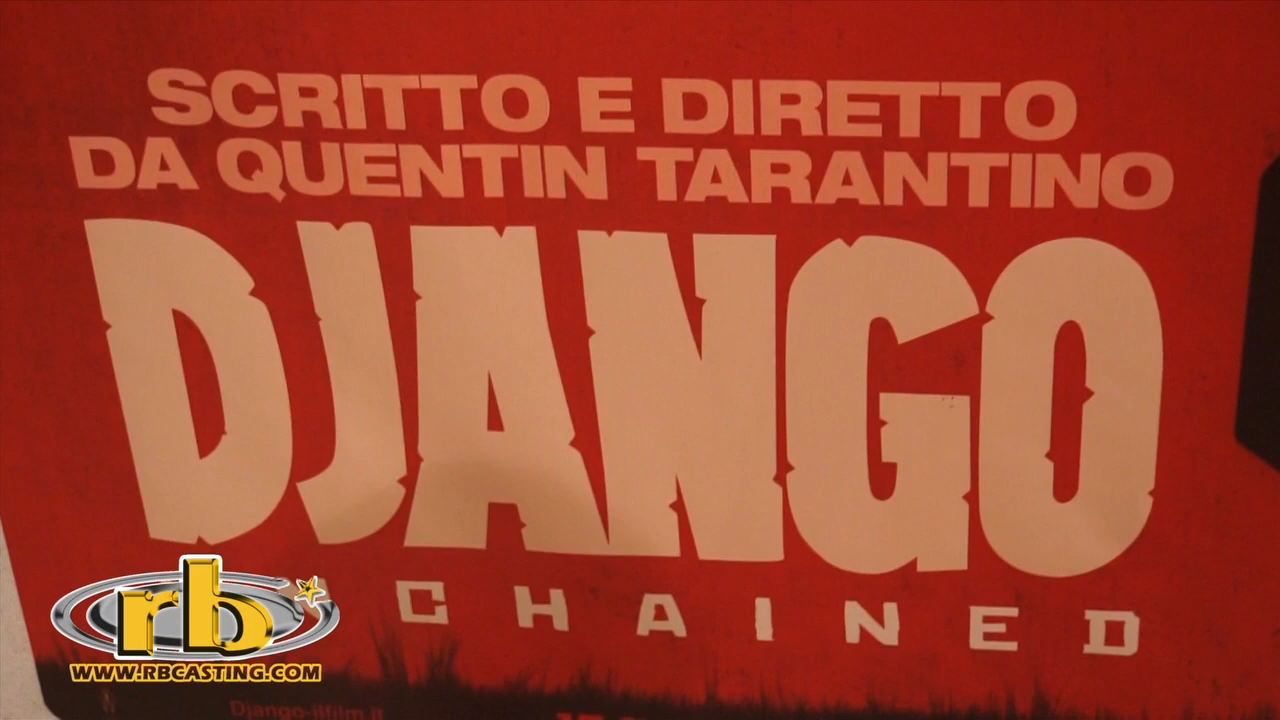 SCRITTO E DIRETTO
DA QUENTIN TARANTINO
DJANGO
CHAINED
rb
WWW.RBCASTING.COM
Django-ilfilm.it